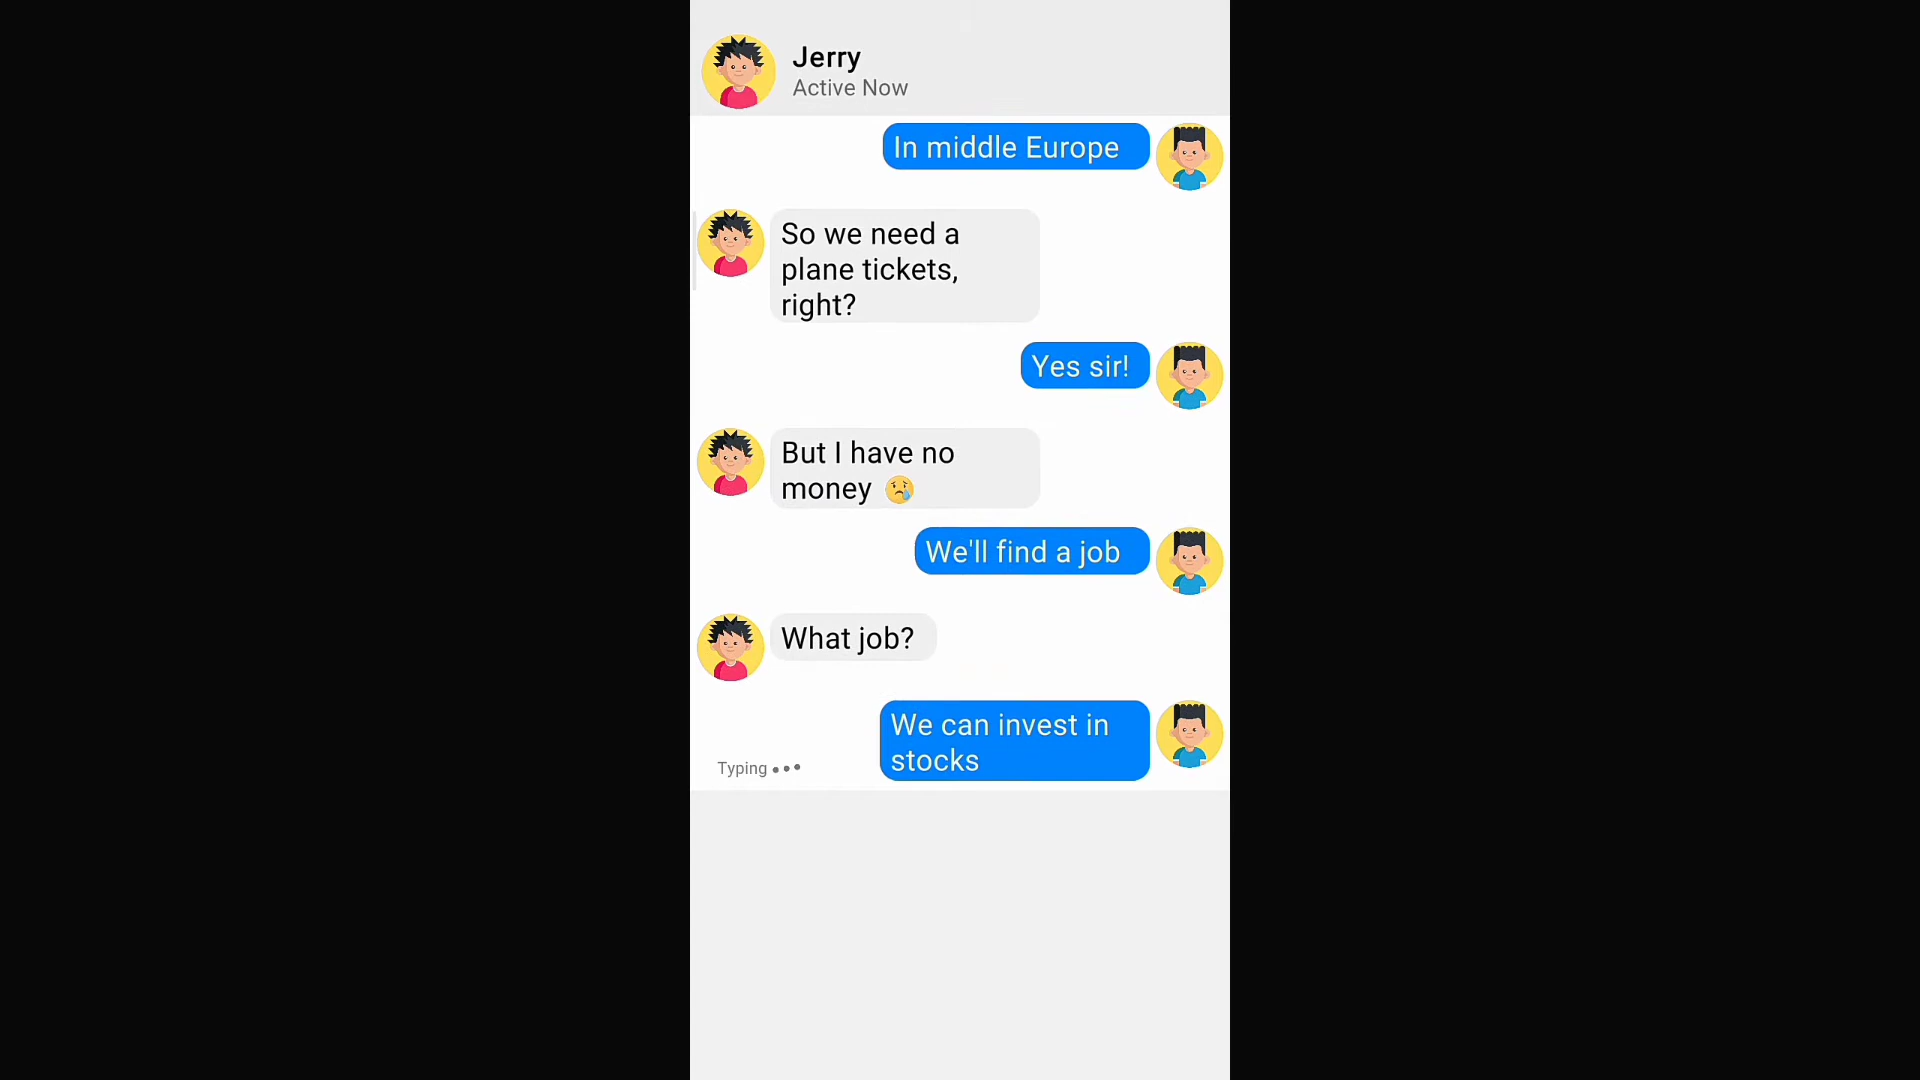 Jerry
Active Now
In middle Europe
So we need a
plane tickets,
right?
Yes sir!
But I have no
money 😢
We'll find a job
What job?
We can invest in
stocks
Typing •••